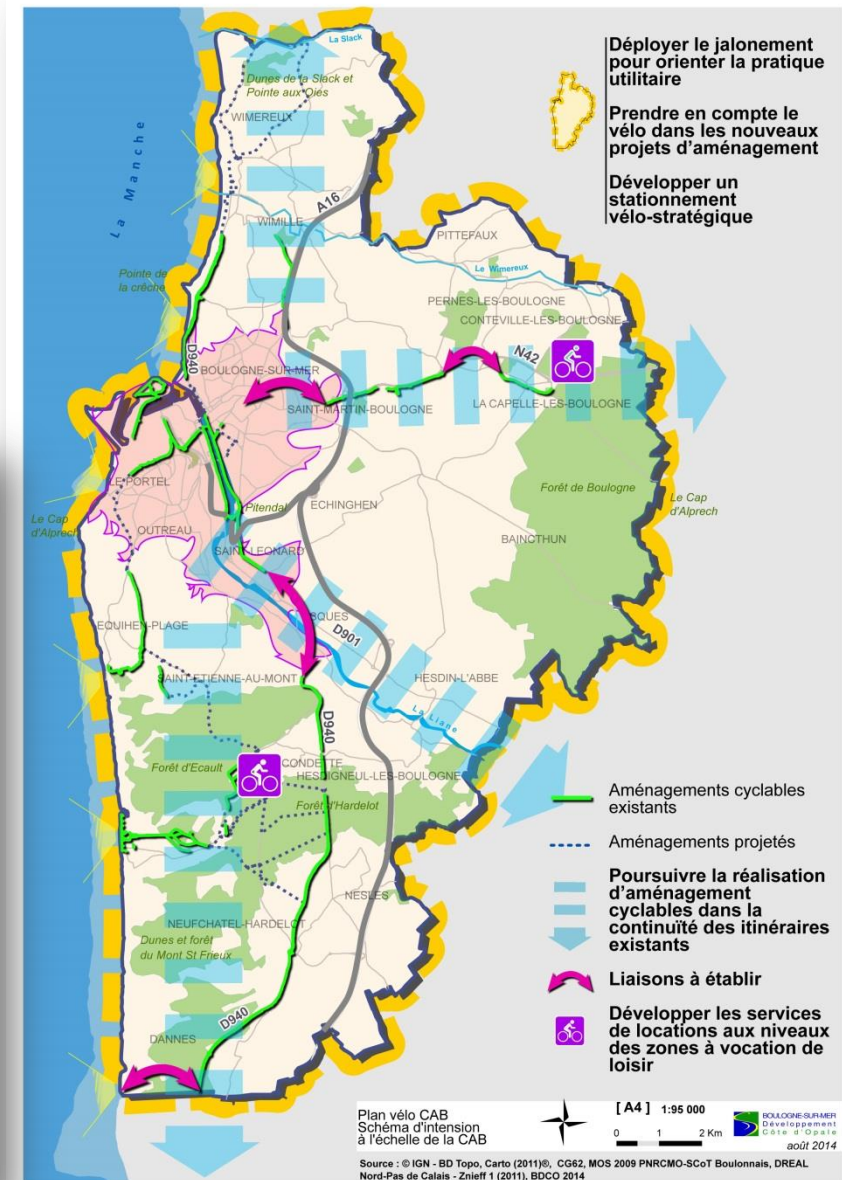 La Slack
Dunes de la Slack et
Pointe aux Oies
WIMEREUX
La Manche
A16
WIMILLE
PITTEFAUX
Le Wimereux
Pointe de
la crêche
PERNES-LES-BOULOGNE
CONTEVILLE-LES-BOULOGNE
D940
N42
BOULOGNE-SUR-MER
SAINT-MARTIN-BOULOGNE
LA CAPELLE-LES-BOULOGNE
LE PORTEL
Pitendal
ECHINGHEN
Forêt de Boulogne
Le Cap
d'Alprech
Le Cap
d'Alprech
OUTREAU
BAINCTHUN
SAINT-LEONARD
EQUIHEN-PLAGE
D901
HESDIN-L'ABBE
SAINT-ETIENNE-AU-MONT
La Liane
D940
Forêt d'Ecault
CONDETTE
HESDIGNEUL-LES-BOULOGNE
Forêt d'Hardelot
NESLES
NEUFCHATEL-HARDELOT
Dunes et forêt
du Mont St Frieux
D940
DANNES
Déployer le jalonement
pour orienter la pratique
utilitaire
Prendre en compte le
vélo dans les nouveaux
projets d'aménagement
Développer un
stationnement
vélo-stratégique
Aménagements cyclables
existants
Aménagements projetés
Poursuivre la réalisation
d'aménagement
cyclables dans la
continuité des itinéraires
existants
Liaisons à établir
Développer les services
de locations aux niveaux
des zones à vocation de
loisir
Plan vélo CAB
Schéma d'intension
à l'échelle de la CAB
[ A4 ] 1:95 000
0 1 2 Km
BOULOGNE-SUR-MER
Développement
Côte d'Opale
août 2014
Source : © IGN - BD Topo, Carto (2011)®, CG62, MOS 2009 PNRCMO-SCoT Boulonnais, DREAL
Nord-Pas de Calais - Znieff 1 (2011), BDCO 2014